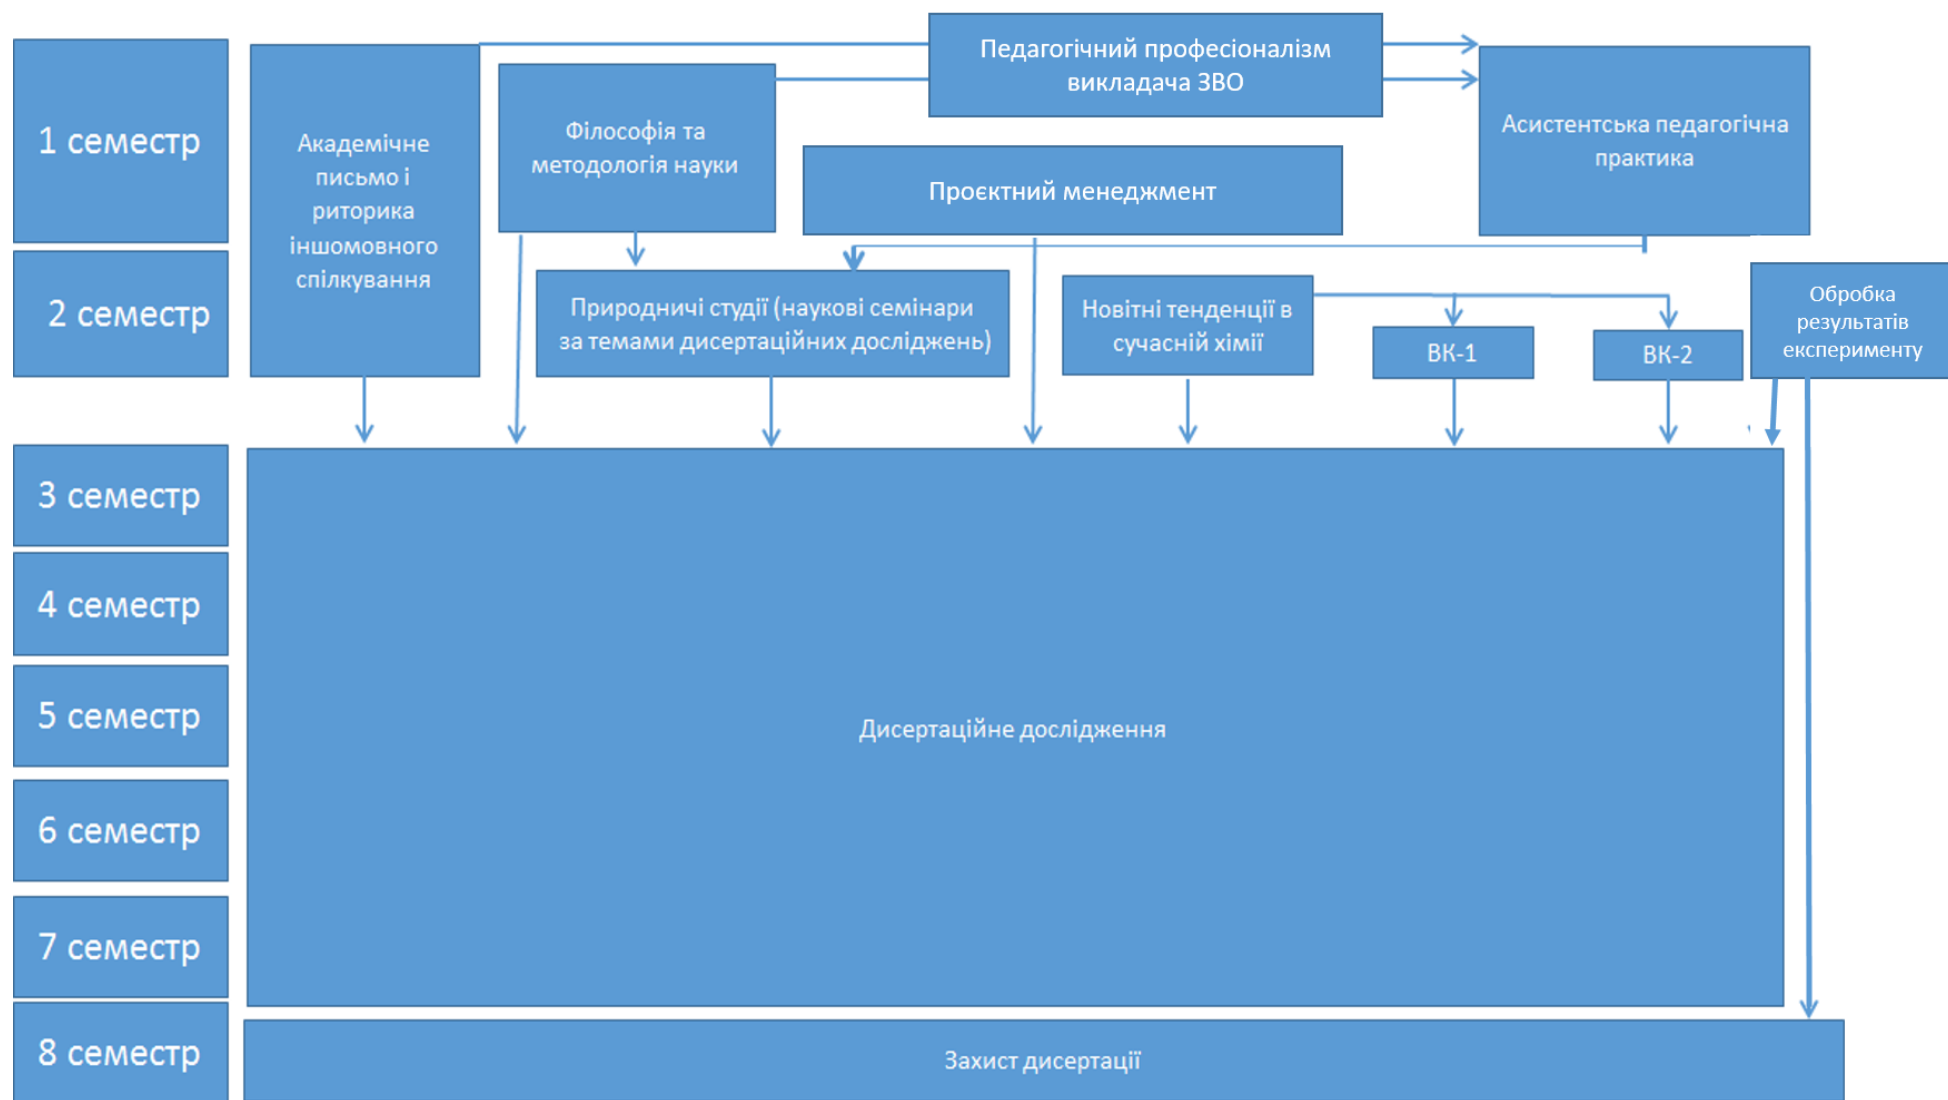 1 семестр
Академічне
письмо і
риторика
іншомовного
спілкування
Філософія та
методологія науки
Педагогічний професіоналізм
викладача ЗВО
Проєктний менеджмент
Асистентська педагогічна
практика
2 семестр
Природничі студії (наукові семінари
за темами дисертаційних досліджень)
Новітні тенденції в
сучасній хімії
ВК-1
ВК-2
Обробка
результатів
експерименту
3 семестр
4 семестр
5 семестр
Дисертаційне дослідження
6 семестр
7 семестр
8 семестр
Захист дисертації